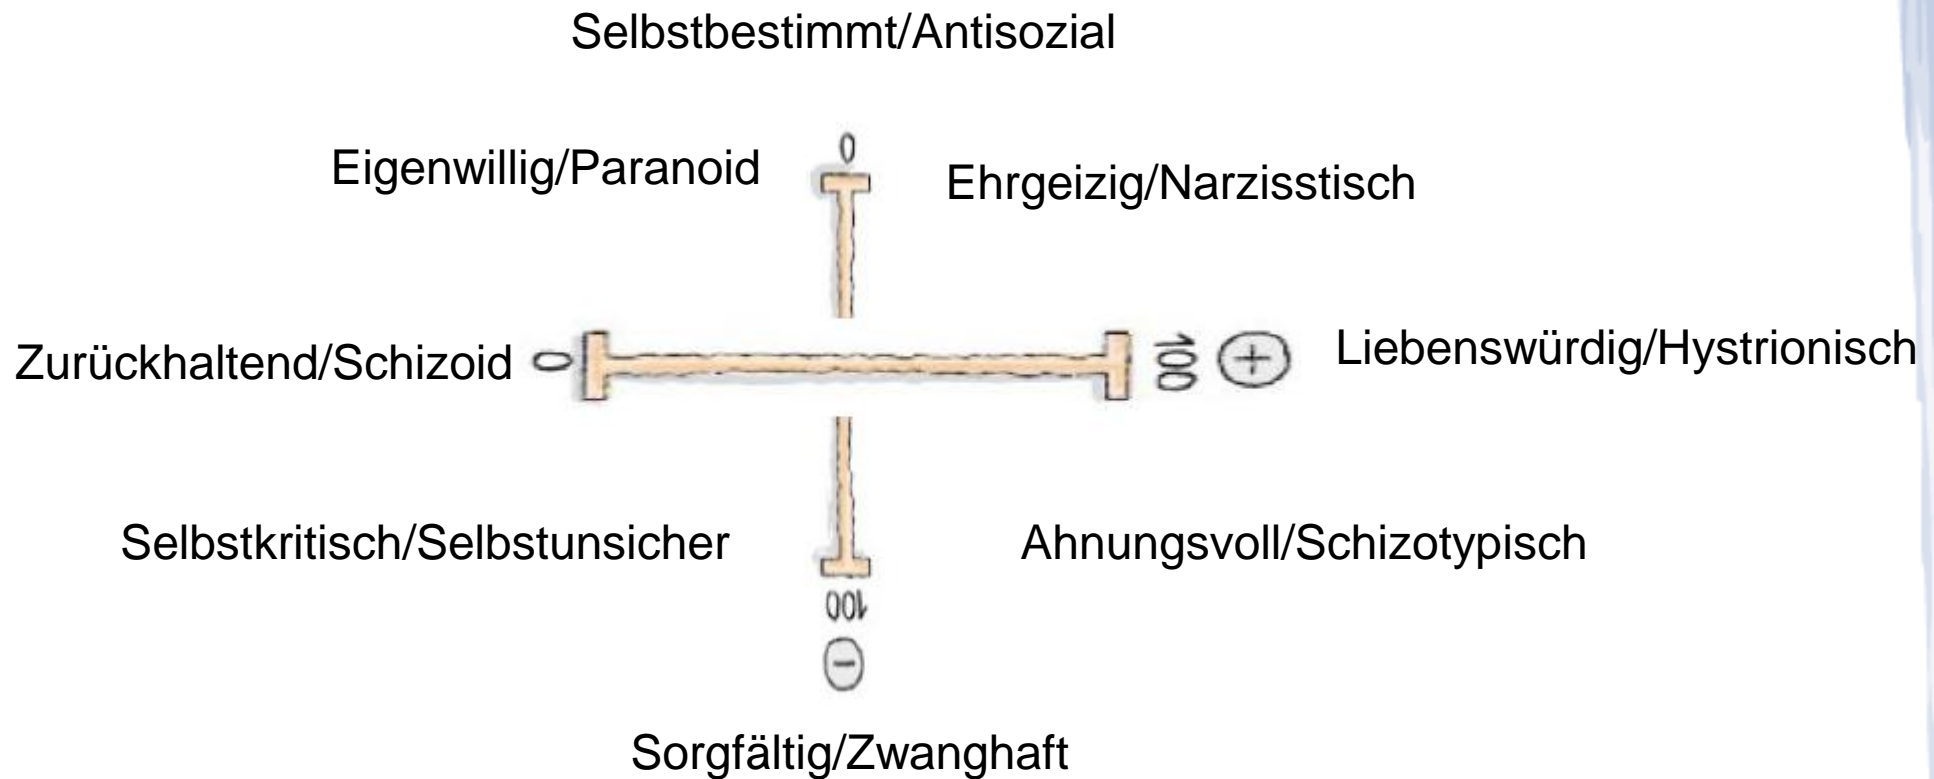 Selbstbestimmt/Antisozial
0
Eigenwillig/Paranoid
Ehrgeizig/Narzisstisch
Zurückhaltend/Schizoid
0
100
+
Liebenswürdig/Hystrionisch
Selbstkritisch/Selbstunsicher
Ahnungsvoll/Schizotypisch
100
-
Sorgfältig/Zwanghaft